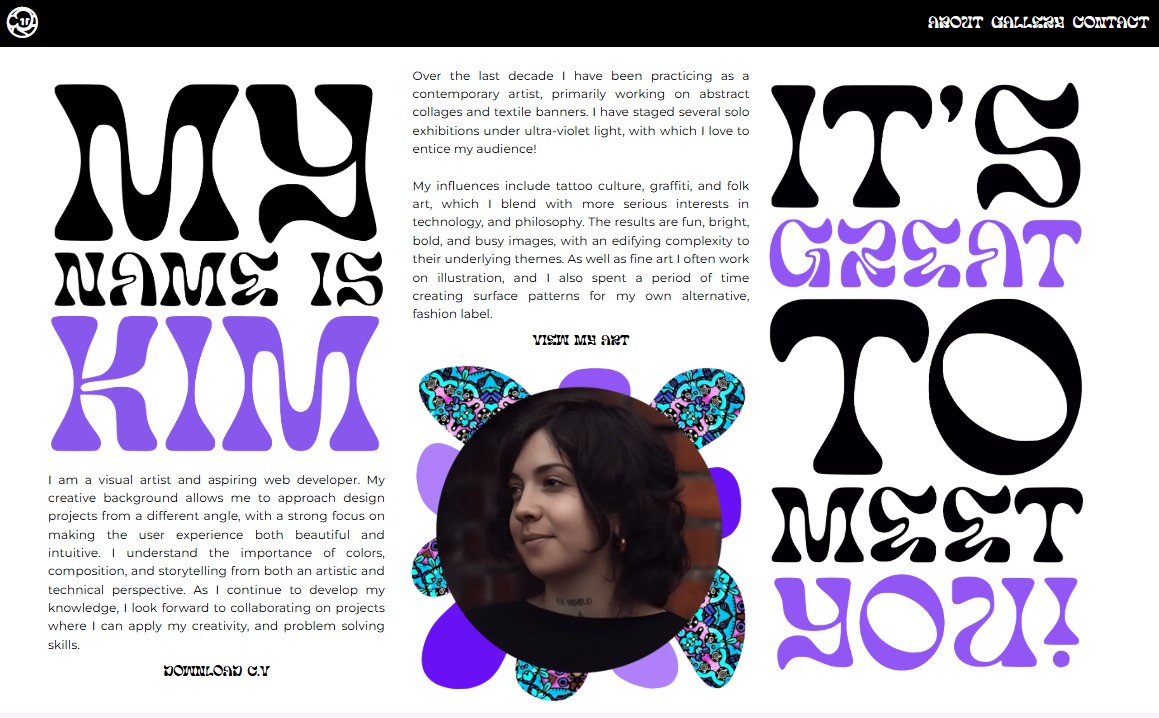 ABOUT GALLERY CONTACT
MY
NAME IS
KIM
I am a visual artist and aspiring web developer. My
creative background allows me to approach design
projects from a different angle, with a strong focus on
making the user experience both beautiful and
intuitive. I understand the importance of colors,
composition, and storytelling from both an artistic and
technical perspective. As I continue to develop my
knowledge, I look forward to collaborating on projects
where I can apply my creativity, and problem solving
skills.
DOWNLOAD C.V
Over the last decade I have been practicing as a
contemporary artist, primarily working on abstract
collages and textile banners. I have staged several solo
exhibitions under ultra-violet light, with which I love to
entice my audience!
My influences include tattoo culture, graffiti, and folk
art, which I blend with more serious interests in
technology, and philosophy. The results are fun, bright,
bold, and busy images, with an edifying complexity to
their underlying themes. As well as fine art I often work
on illustration, and I also spent a period of time
creating surface patterns for my own alternative,
fashion label.
VIEW MY ART
IT'S
GREAT
TO
MEET
YOU!